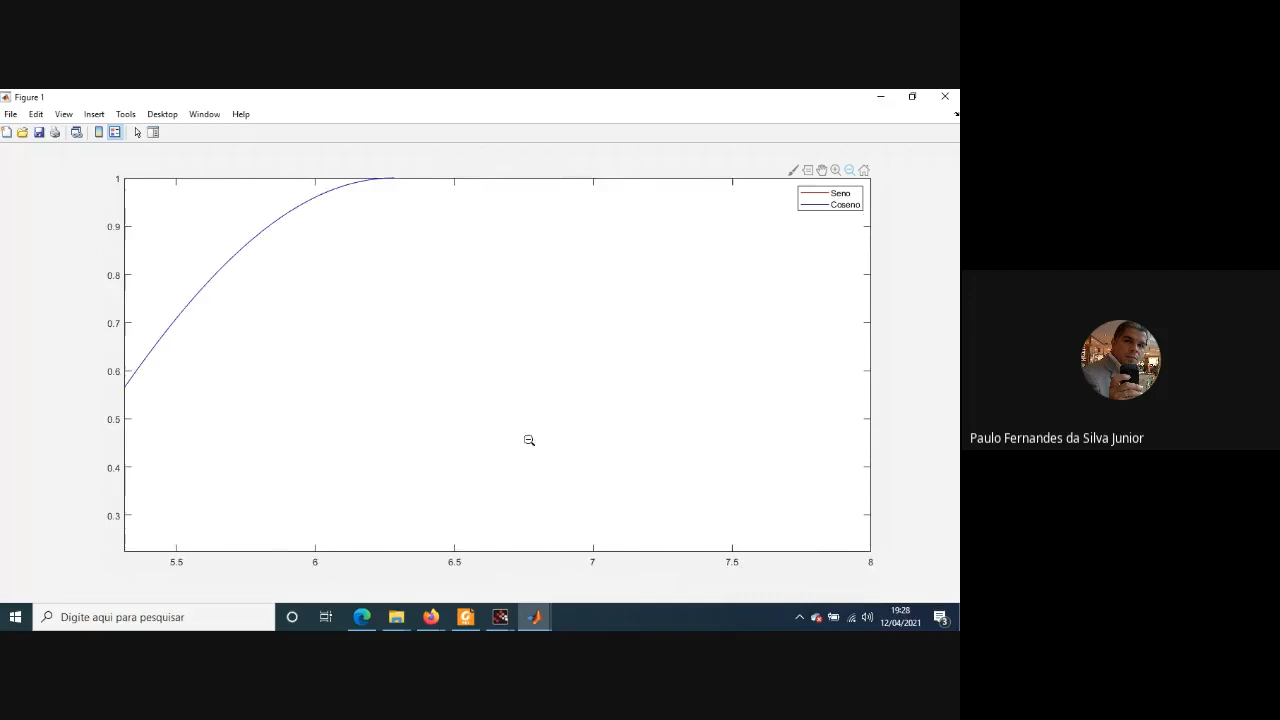 Figure 1
File Edit View Insert Tools Desktop Window Help
1
0.9
0.8
0.7
0.6
0.5
0.4
0.3
5.5 6 6.5 7 7.5 8
Seno
Coseno
Paulo Fernandes da Silva Junior
Digite aqui para pesquisar
19:28
12/04/2021
3